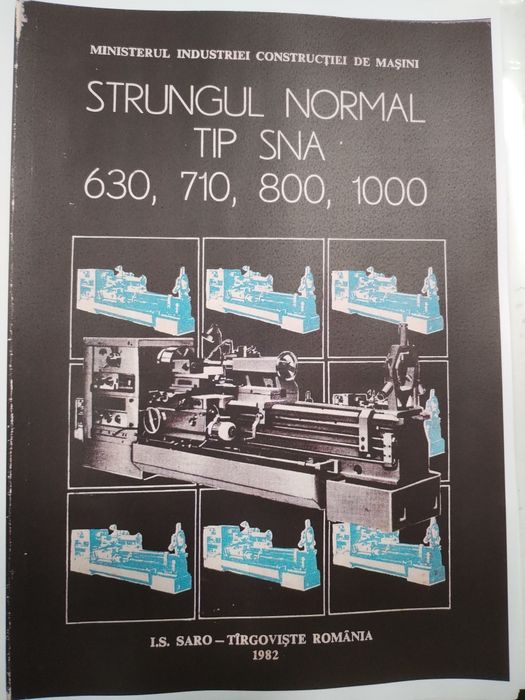 MINISTERUL INDUSTRIEI CONSTRUCŢIEI DE MAŞINI
STRUNGUL NORMAL
TIP SNA
630, 710, 800, 1000
I.S. SARO – TÎRGOVIŞTE ROMÂNIA
1982